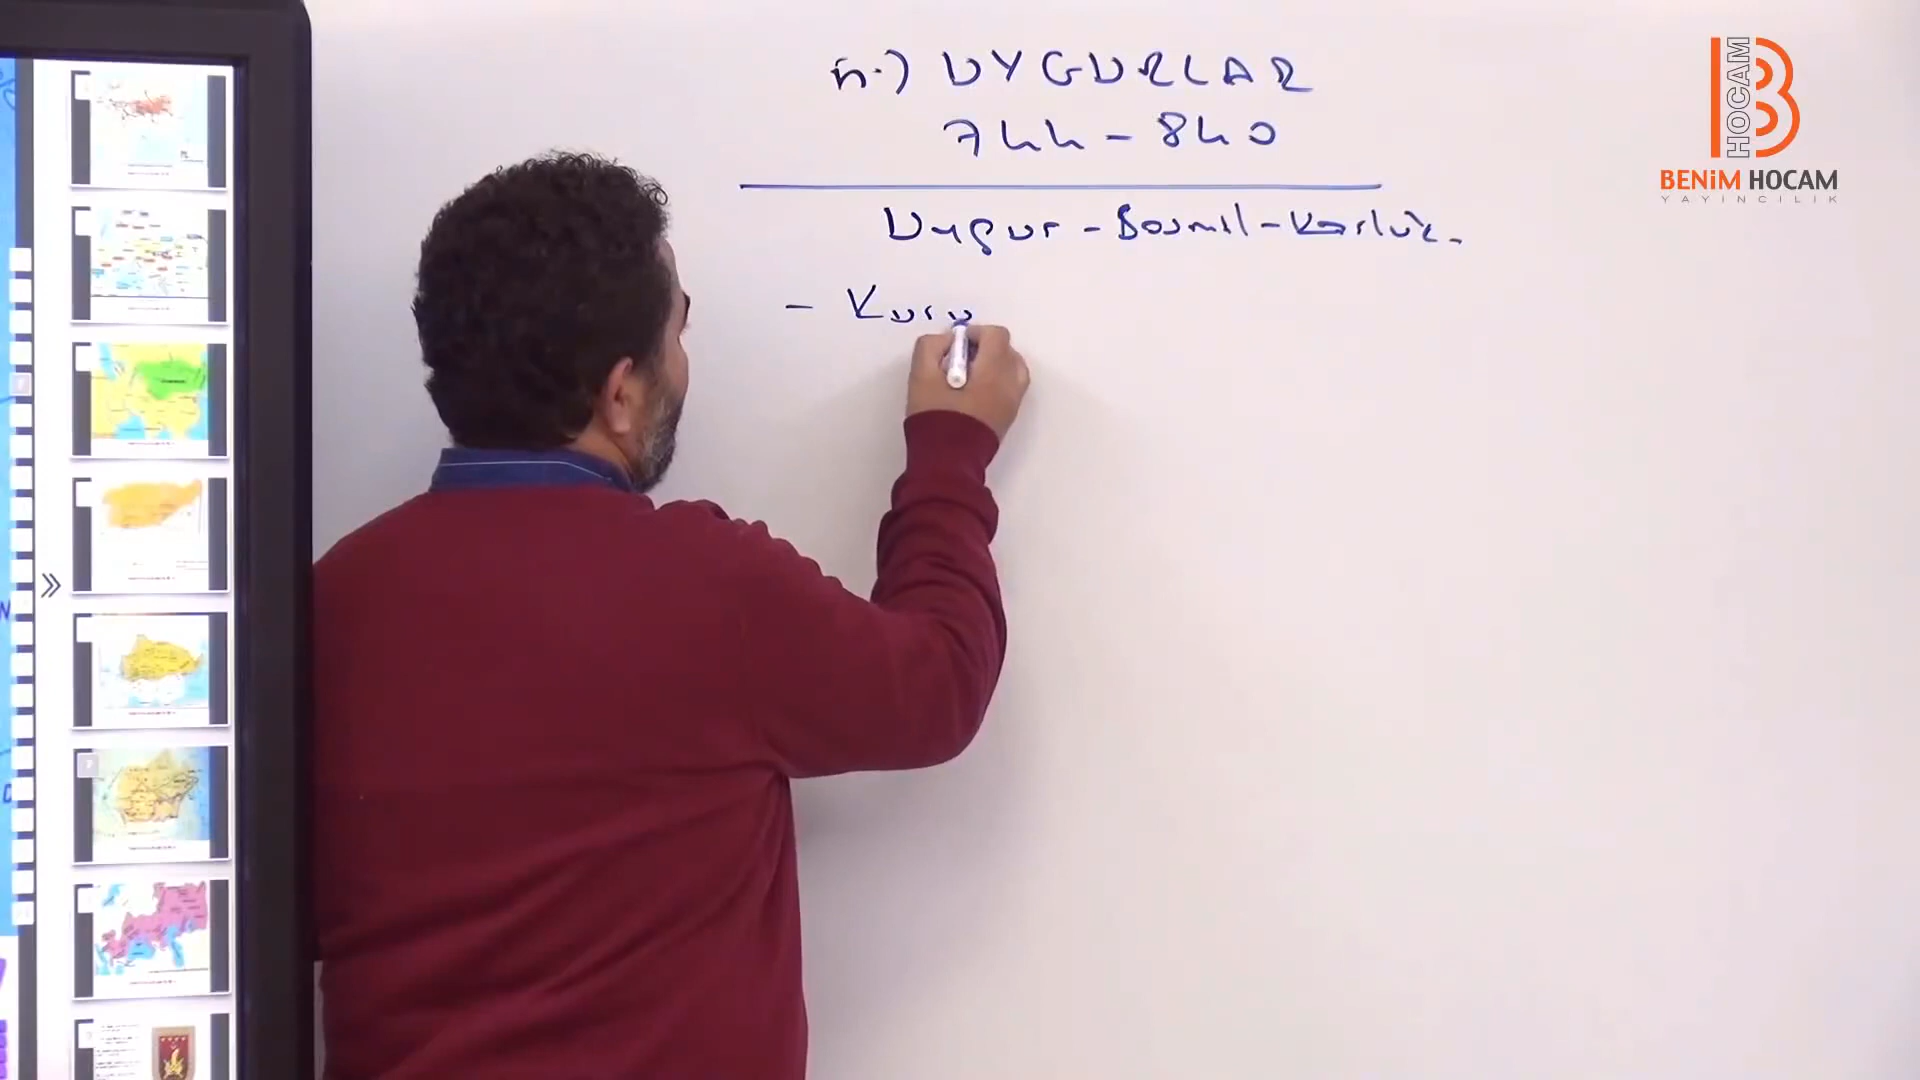 n.) UYGURLAR
744 - 840
Uygur - Basmıl - Karluk.
- Kuru
HOCAM
B
BENİM HOCAM
YAYINCILIK